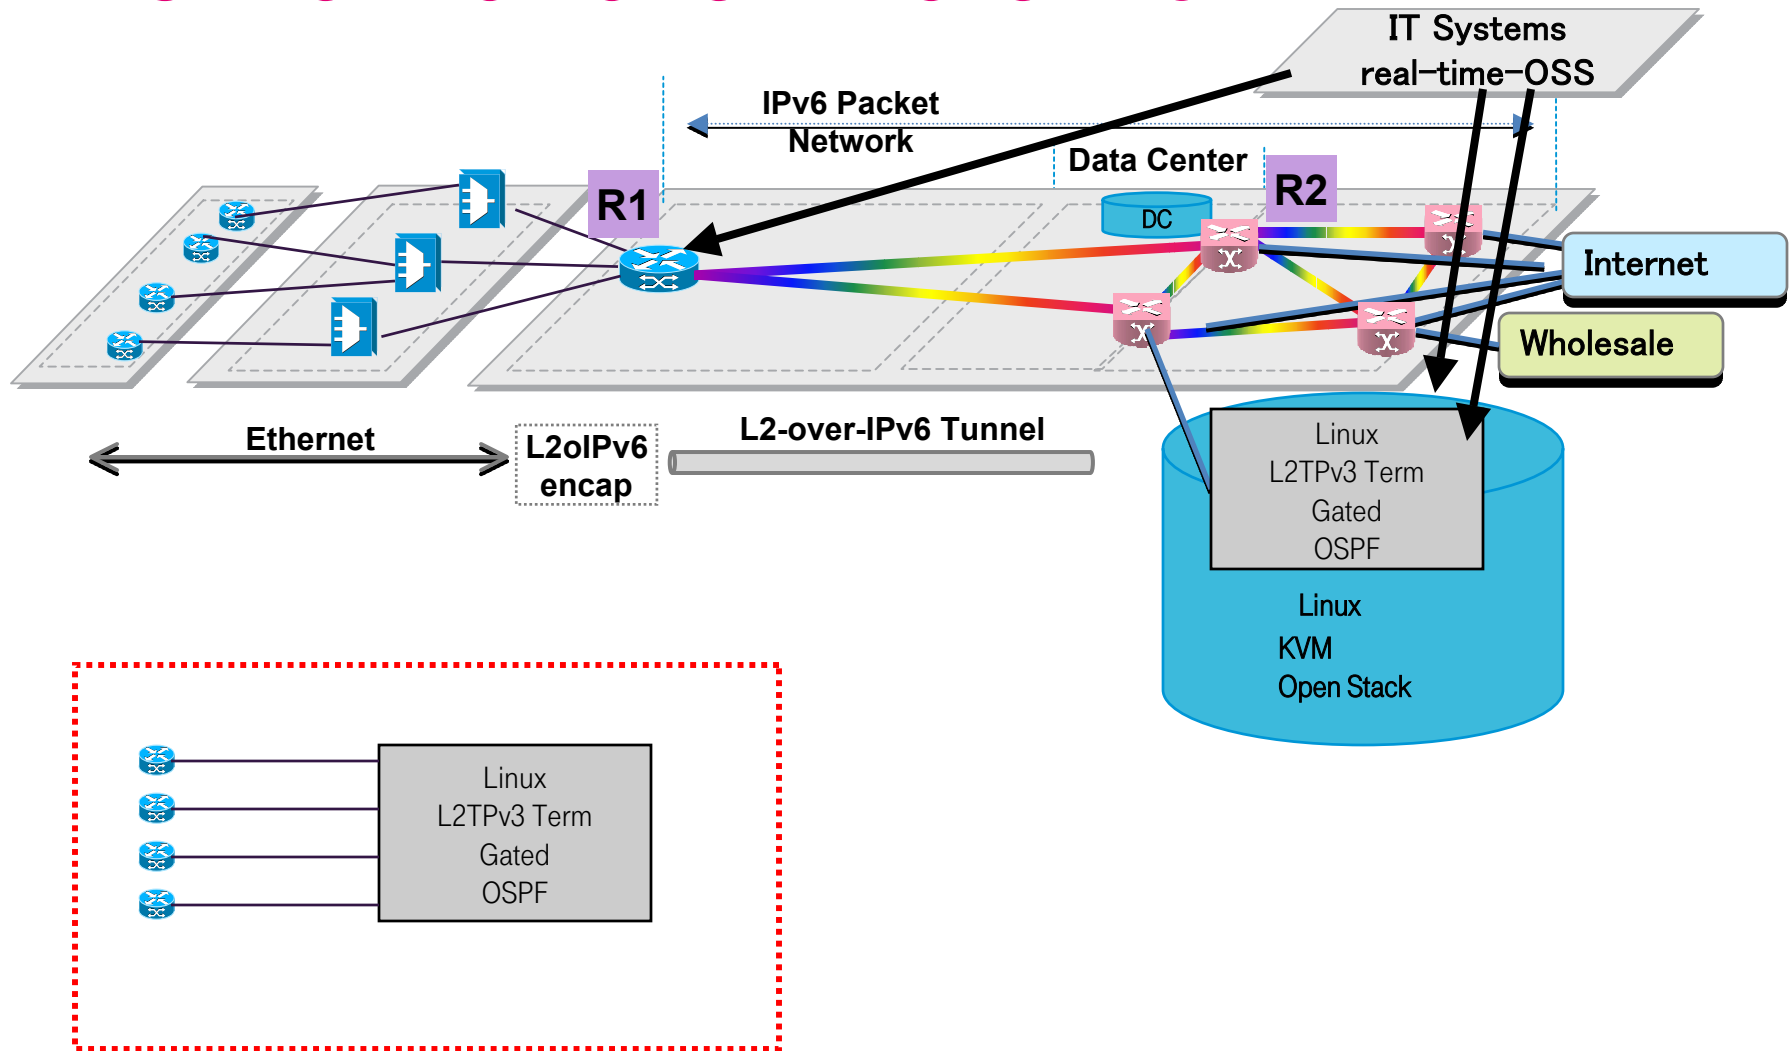 IT Systems
real-time-OSS
IPv6 Packet
Network
Data Center
R1
R2
DC
Internet
Wholesale
Ethernet
L2oIPv6
encap
L2-over-IPv6 Tunnel
Linux
L2TPv3 Term
Gated
OSPF
Linux
KVM
Open Stack
Linux
L2TPv3 Term
Gated
OSPF